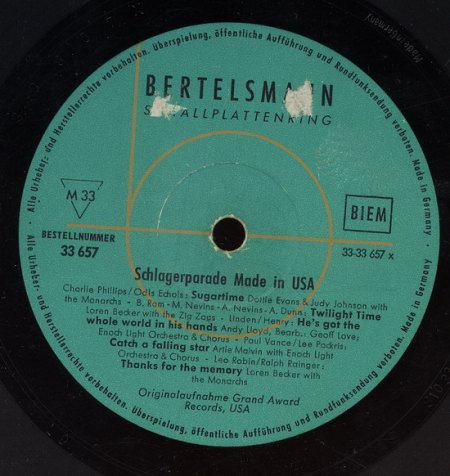 Alle Urheber- und Herstellerrechte vorbehalten. Überspielung, öffentliche Aufführung und Rundfunksendung verboten. Made in Germany
BERTELSMANN
SCHALLPLATTENRING
M 33
BIEM
BESTELLNUMMER
33 657
33-33 657 x
Schlagerparade Made in USA
Charlie Phillips / Odis Echols: Sugartime Dottie Evans & Judy Johnson with
the Monarchs - B. Ram - M. Nevins - A. Nevins - A. Dunn: Twilight Time
Loren Becker with the Zig Zags - Linden / Henry: He's got the
whole world in his hands Andy Lloyd, Bearb.: Geoff Love;
Enoch Light Orchestra & Chorus - Paul Vance / Lee Pockris:
Catch a falling star Artie Malvin with Enoch Light
Orchestra & Chorus - Leo Robin / Ralph Rainger:
Thanks for the memory Loren Becker with
the Monarchs
Originalaufnahme Grand Award
Records, USA
Alle Urheber- und Herstellerrechte vorbehalten. Überspielung, öffentliche Aufführung und Rundfunksendung verboten. Made in Germany
Made in Germany